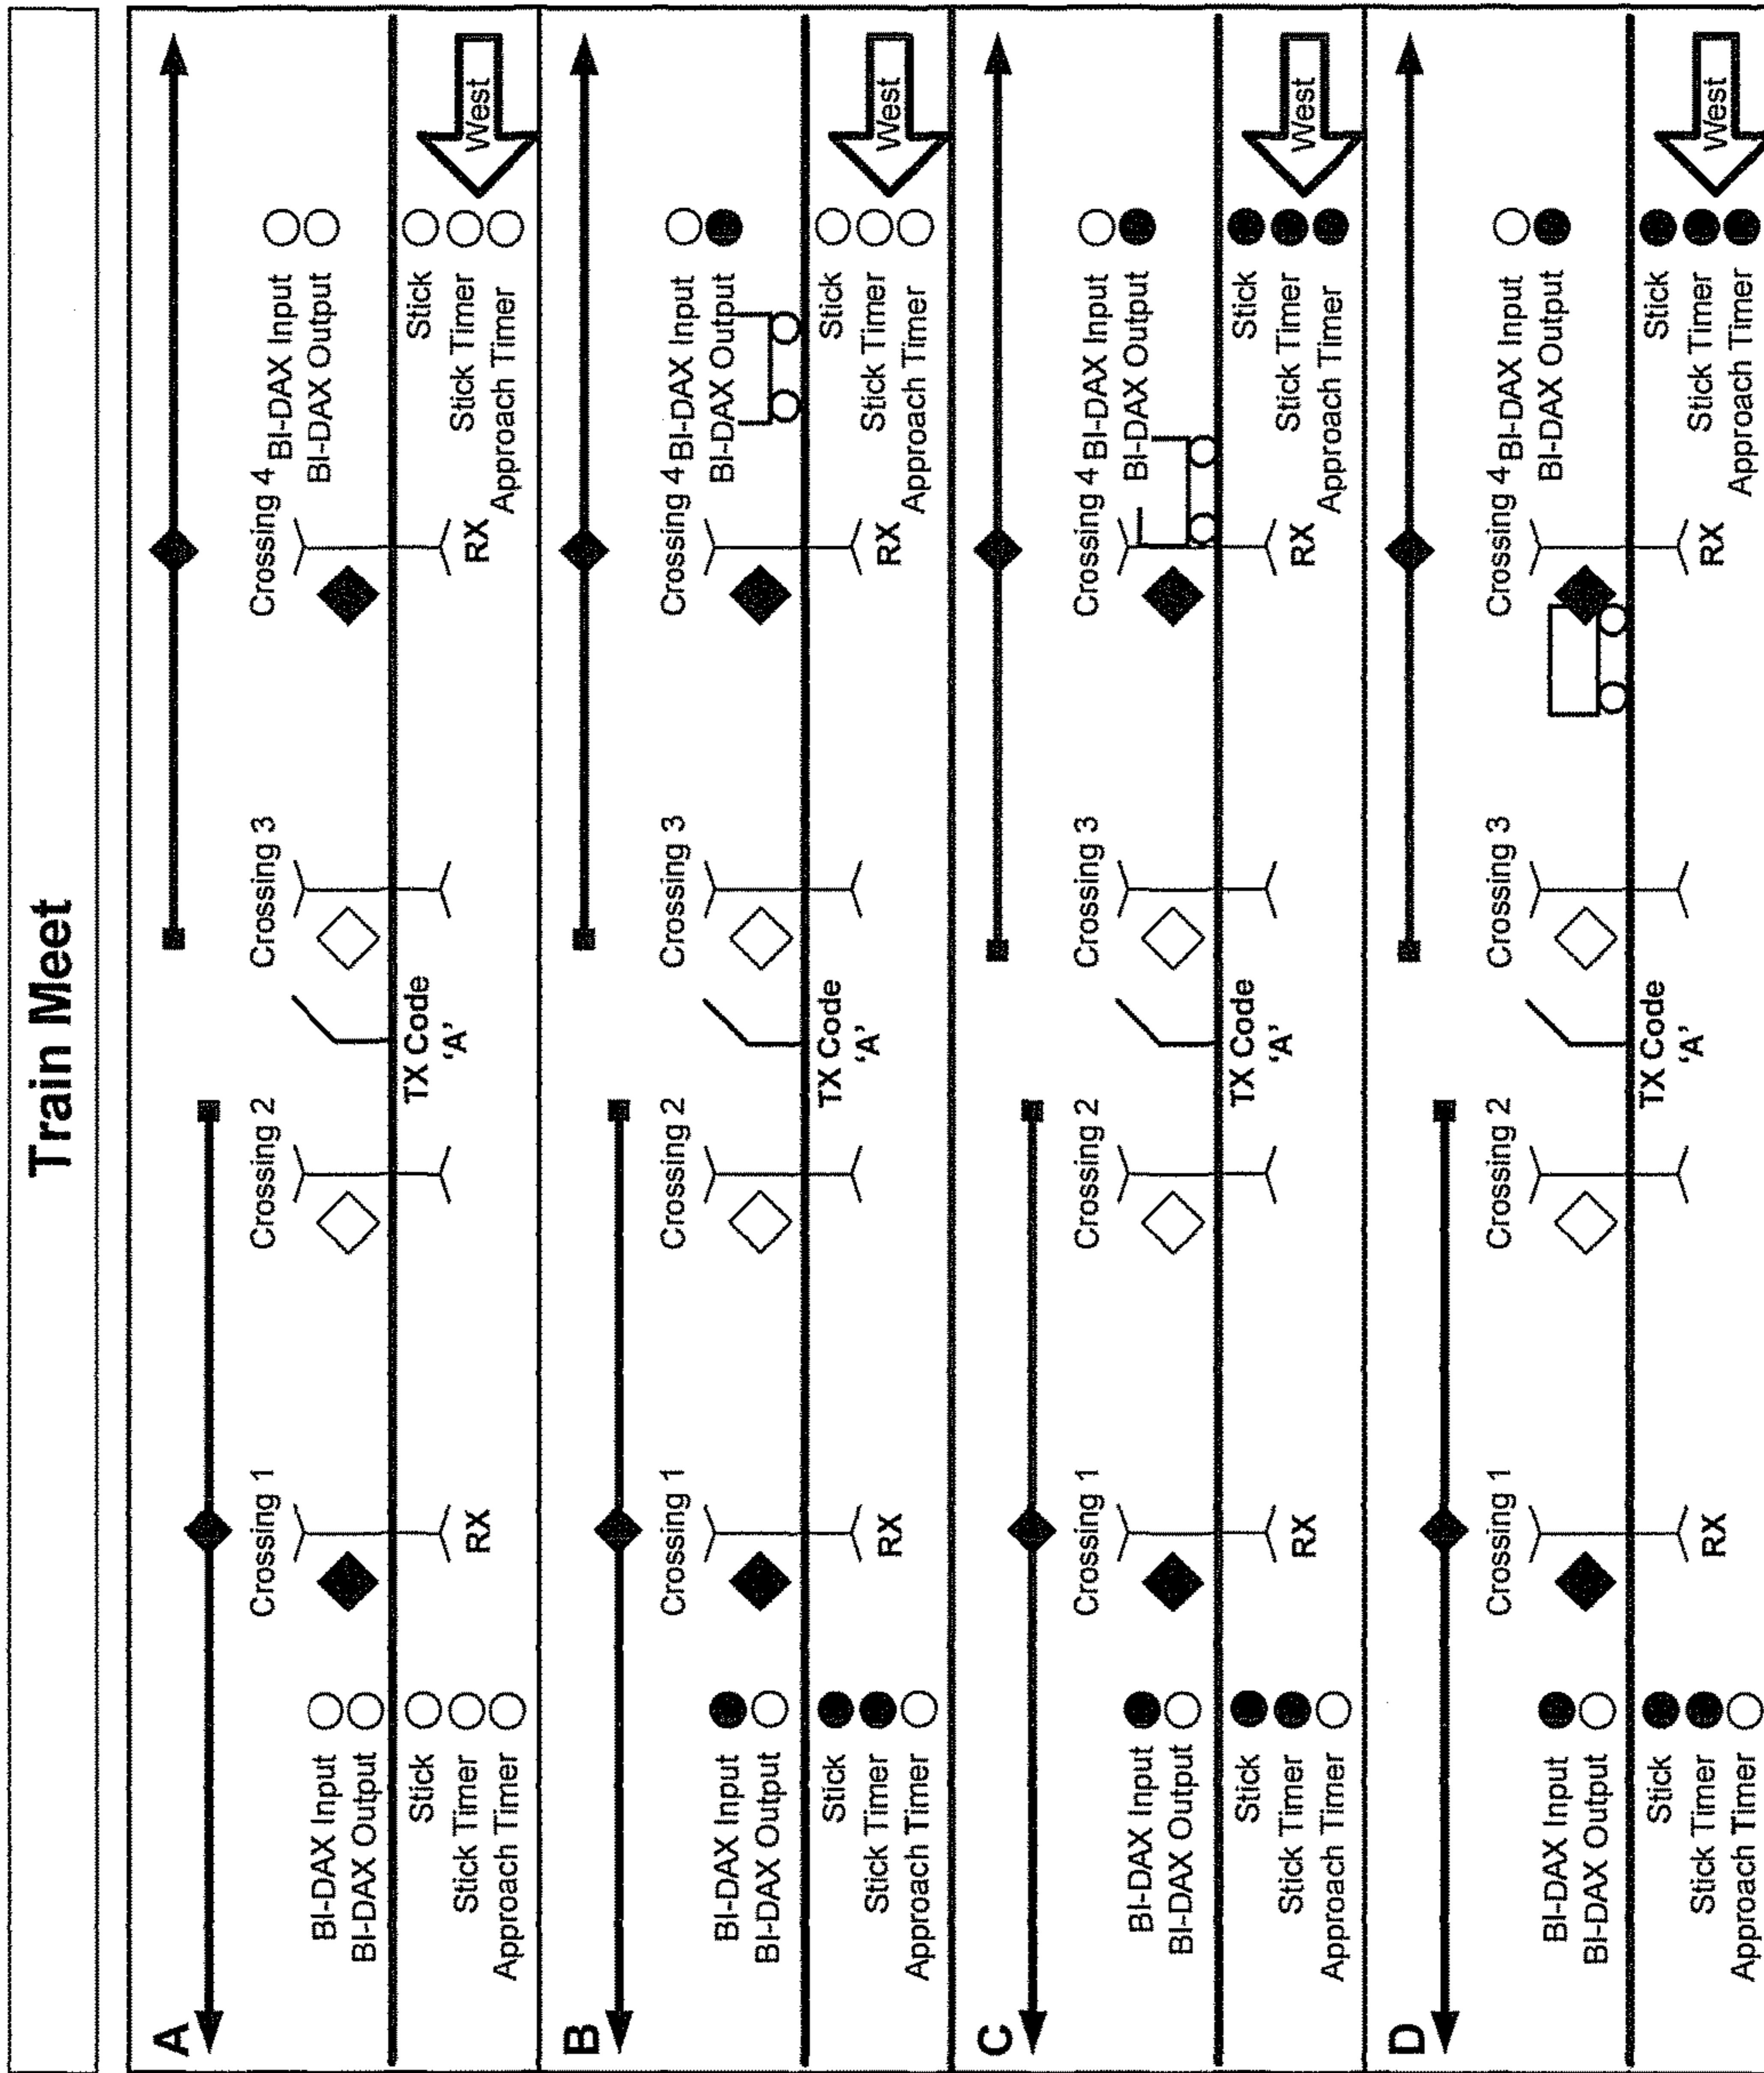 Train Meet
A
Crossing 1
Crossing 2
Crossing 3
Crossing 4
BI-DAX Input
BI-DAX Output
BI-DAX Input
BI-DAX Output
TX Code
'A'
RX
RX
Stick
Stick Timer
Approach Timer
Stick
Stick Timer
Approach Timer
West
B
Crossing 1
Crossing 2
Crossing 3
Crossing 4
BI-DAX Input
BI-DAX Output
BI-DAX Input
BI-DAX Output
TX Code
'A'
RX
RX
Stick
Stick Timer
Approach Timer
Stick
Stick Timer
Approach Timer
West
C
Crossing 1
Crossing 2
Crossing 3
Crossing 4
BI-DAX Input
BI-DAX Output
BI-DAX Input
BI-DAX Output
TX Code
'A'
RX
RX
Stick
Stick Timer
Approach Timer
Stick
Stick Timer
Approach Timer
West
D
Crossing 1
Crossing 2
Crossing 3
Crossing 4
BI-DAX Input
BI-DAX Output
BI-DAX Input
BI-DAX Output
TX Code
'A'
RX
RX
Stick
Stick Timer
Approach Timer
Stick
Stick Timer
Approach Timer
West